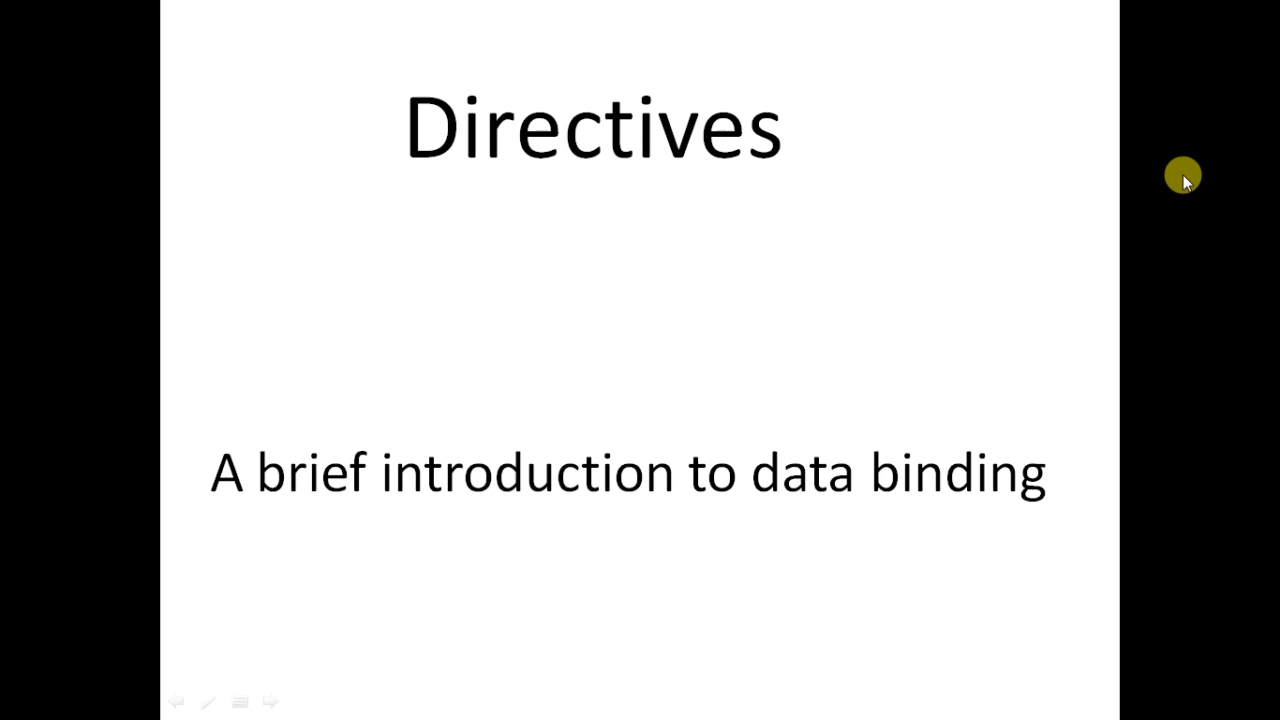 Directives
A brief introduction to data binding